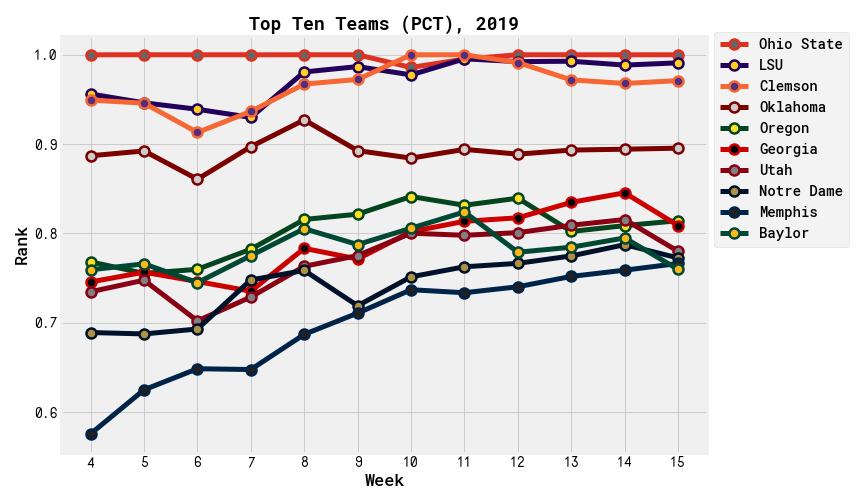 Top Ten Teams (PCT), 2019
Ohio State
LSU
Clemson
Oklahoma
Oregon
Georgia
Utah
Notre Dame
Memphis
Baylor
Rank
1.0
0.9
0.8
0.7
0.6
4 5 6 7 8 9 10 11 12 13 14 15
Week